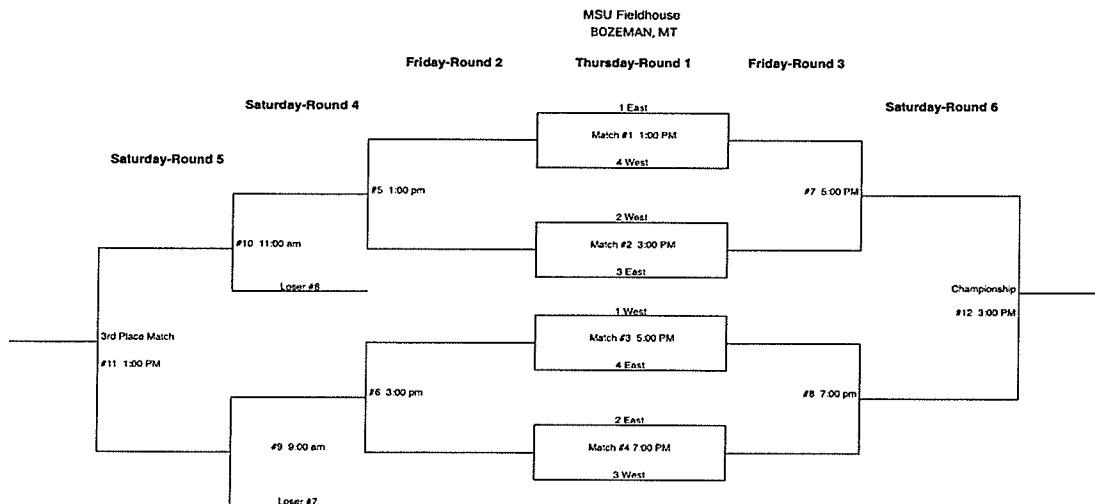 MSU Fieldhouse
BOZEMAN, MT
Friday-Round 2
Thursday-Round 1
Friday-Round 3
Saturday-Round 4
Saturday-Round 6
Saturday-Round 5
1 East
Match #1 1:00 PM
4 West
#5 1:00 pm
#7 5:00 PM
2 West
Match #2 3:00 PM
3 East
#10 11:00 am
Loser #8
Championship
#12 3:00 PM
1 West
Match #3 5:00 PM
4 East
3rd Place Match
#11 1:00 PM
#6 3:00 pm
#8 7:00 pm
2 East
Match #4 7:00 PM
3 West
#9 9:00 am
Loser #7